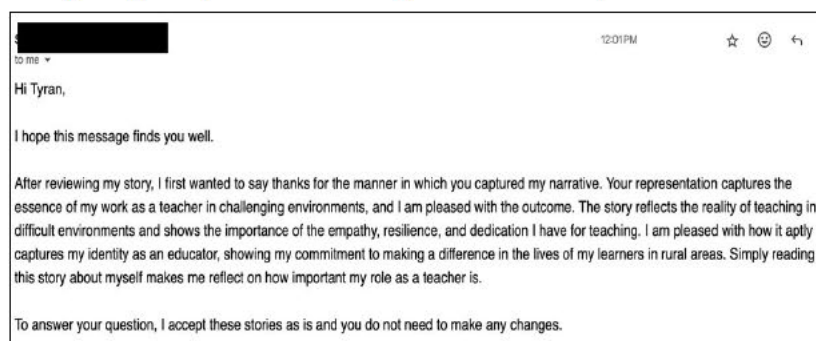 12:01PM
to me
Hi Tyran,
I hope this message finds you well.
After reviewing my story, I first wanted to say thanks for the manner in which you captured my narrative. Your representation captures the
essence of my work as a teacher in challenging environments, and I am pleased with the outcome. The story reflects the reality of teaching in
difficult environments and shows the importance of the empathy, resilience, and dedication I have for teaching. I am pleased with how it aptly
captures my identity as an educator, showing my commitment to making a difference in the lives of my learners in rural areas. Simply reading
this story about myself makes me reflect on how important my role as a teacher is.
To answer your question, I accept these stories as is and you do not need to make any changes.